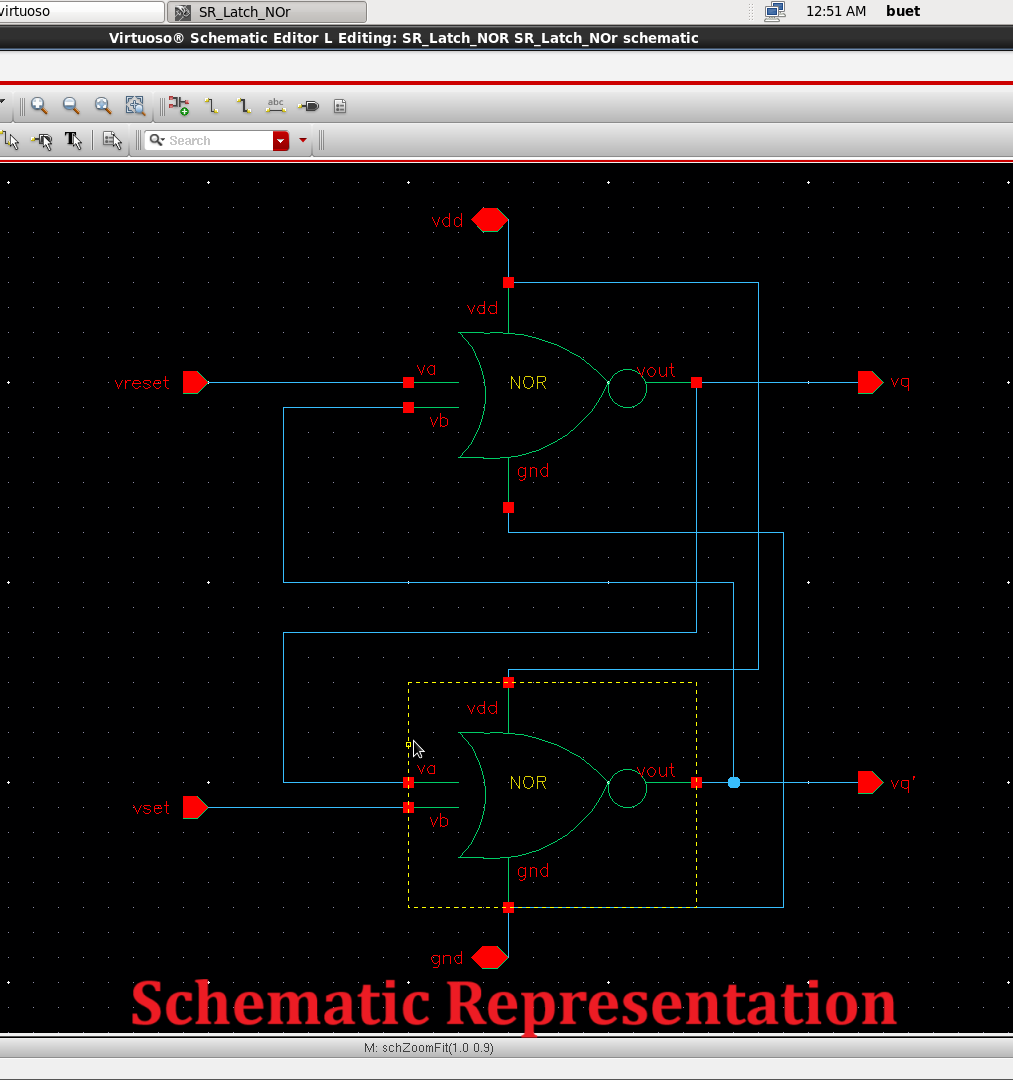 virtuoso SR_Latch_NOr 12:51 AM buet
Virtuoso® Schematic Editor L Editing: SR_Latch_NOR SR_Latch_NOr schematic
abc
T Search
vdd
vdd
va
vreset NOR vout vq
vb
gnd
vdd
va
NOR vout vq'
vset
vb
gnd
gnd
Schematic Representation
M: schZoomFit(1.0 0.9)